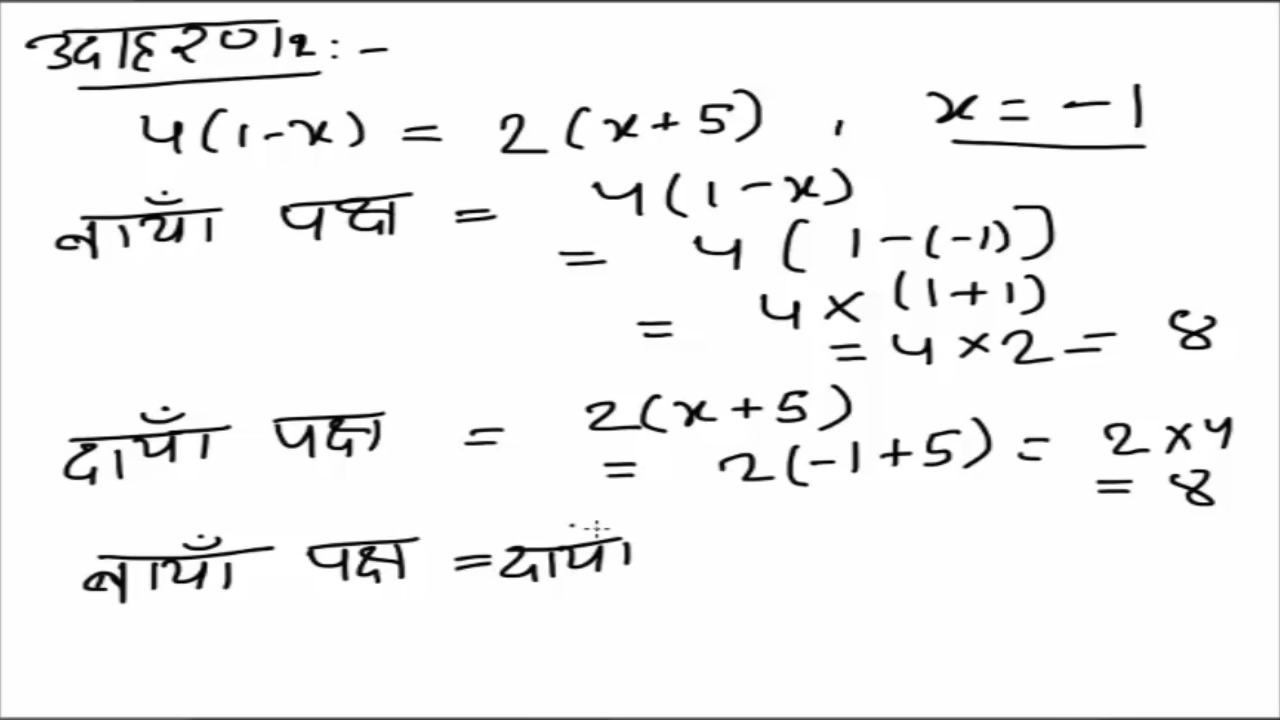 उदाहरण 2 :-
4(1-x) = 2(x+5) , x = -1
बायाँ पक्ष = 4(1-x)
= 4(1-(-1)]
= 4×(1+1)
= 4×2 = 8
दायाँ पक्ष = 2(x+5)
= 2(-1+5) = 2×4
= 8
बायाँ पक्ष = दाया